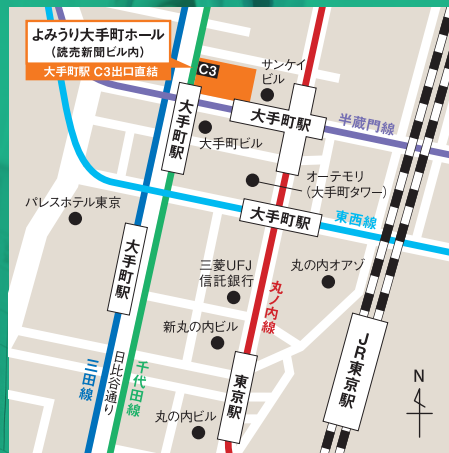 よみうり大手町ホール
（読売新聞ビル内）
大手町駅 C3出口直結
C3
サンケイ
ビル
大手町駅
大手町駅
半蔵門線
大手町ビル
オーテモリ
（大手町タワー）
パレスホテル東京
大手町駅
東西線
大手町駅
三菱UFJ
信託銀行
丸の内オアゾ
丸ノ内線
新丸の内ビル
JR東京駅
三田線
日比谷通り
千代田線
東京駅
丸の内ビル
N